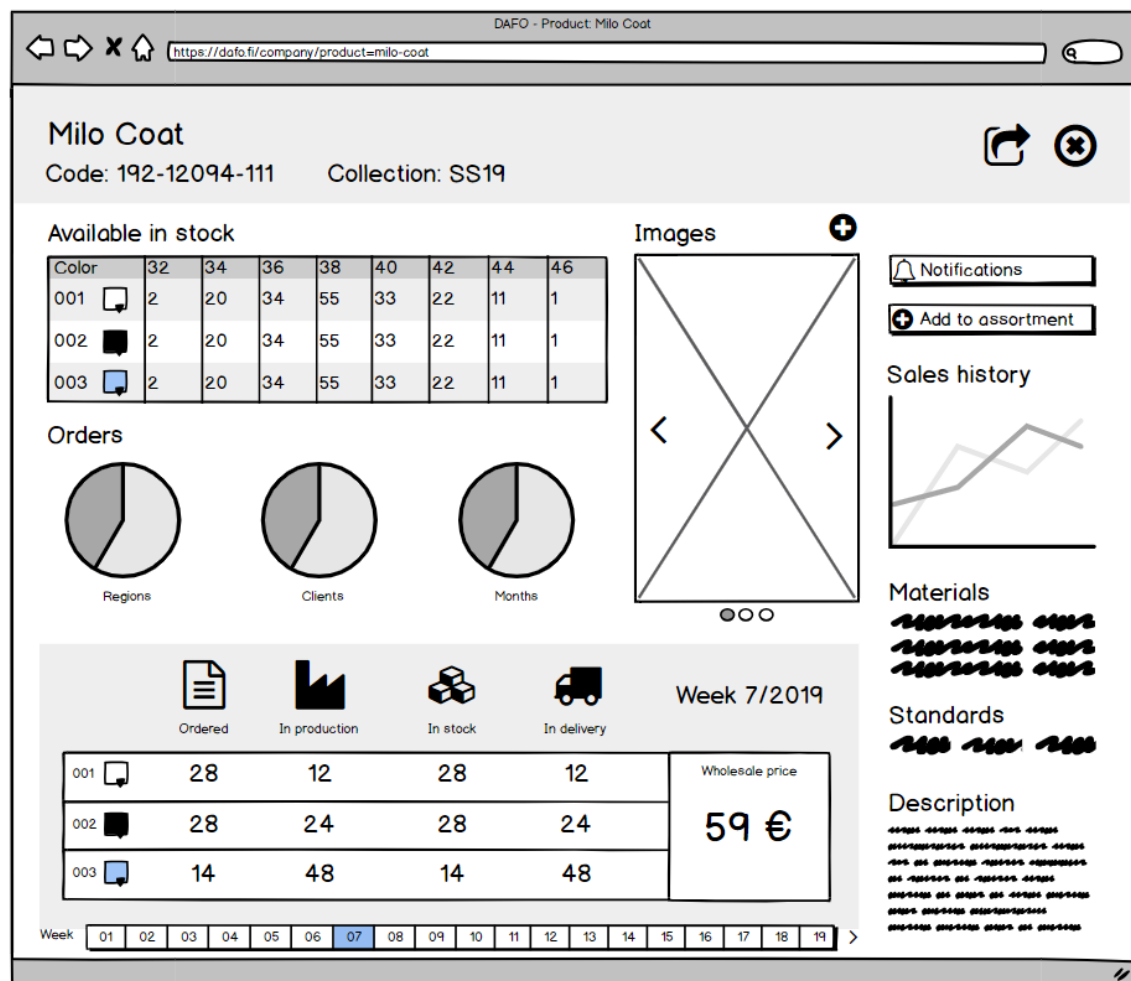 DAFO - Product: Milo Coat
https://dafo.fi/company/product=milo-coat
Milo Coat
Code: 192-12094-111 Collection: SS19
Available in stock
Color 32 34 36 38 40 42 44 46
001 2 20 34 55 33 22 11 1
002 2 20 34 55 33 22 11 1
003 2 20 34 55 33 22 11 1
Orders
Regions Clients Months
Images
Notifications
Add to assortment
Sales history
Materials
Standards
Description
Ordered In production In stock In delivery Week 7/2019
001 28 12 28 12
002 28 24 28 24
003 14 48 14 48
Wholesale price
59 €
Week 01 02 03 04 05 06 07 08 09 10 11 12 13 14 15 16 17 18 19